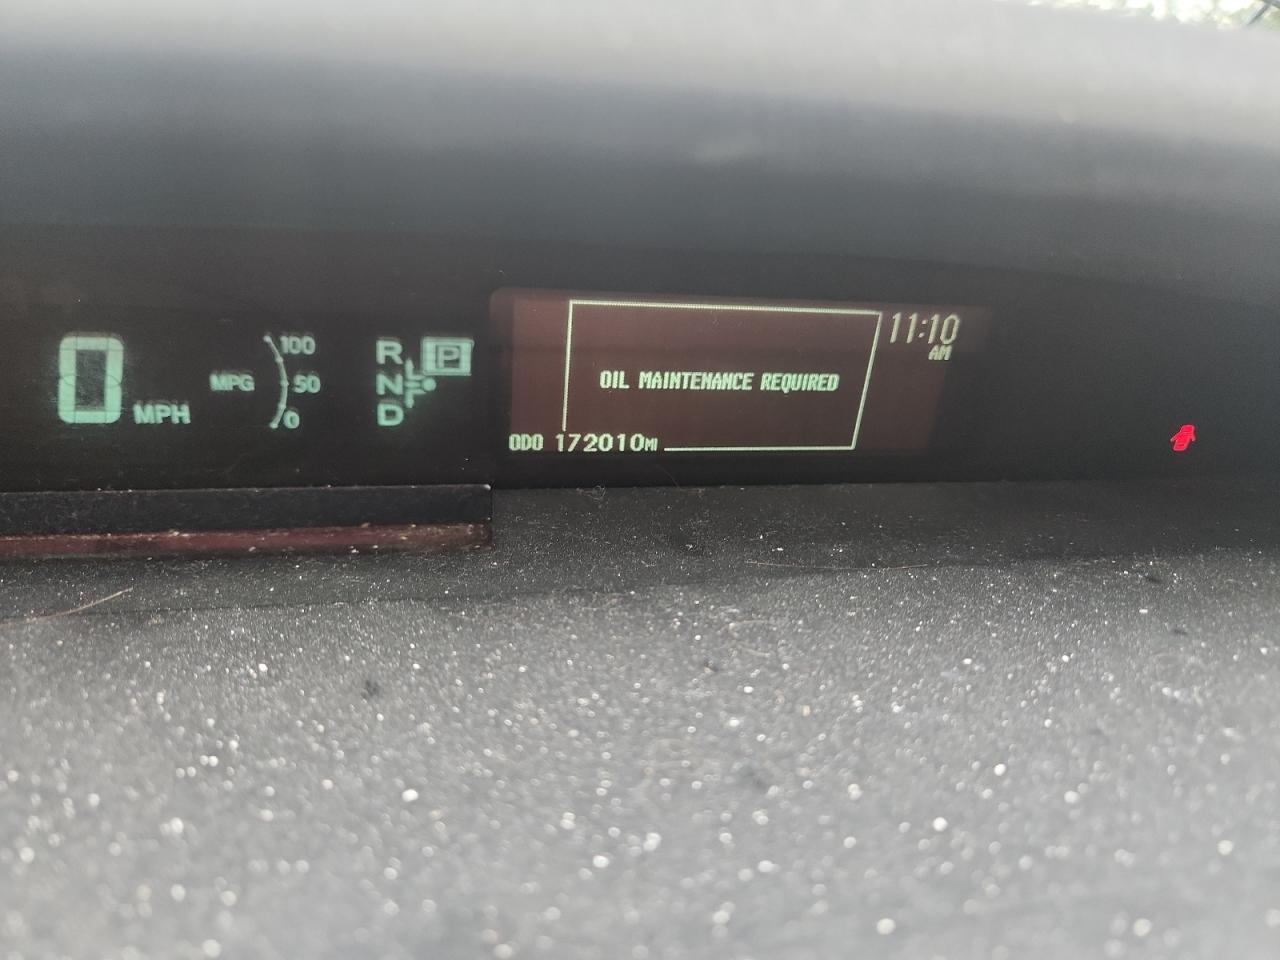 0 MPH
MPG
100
50
0
R
N
D
P
11:10
AM
OIL MAINTENANCE REQUIRED
ODO 172010MI